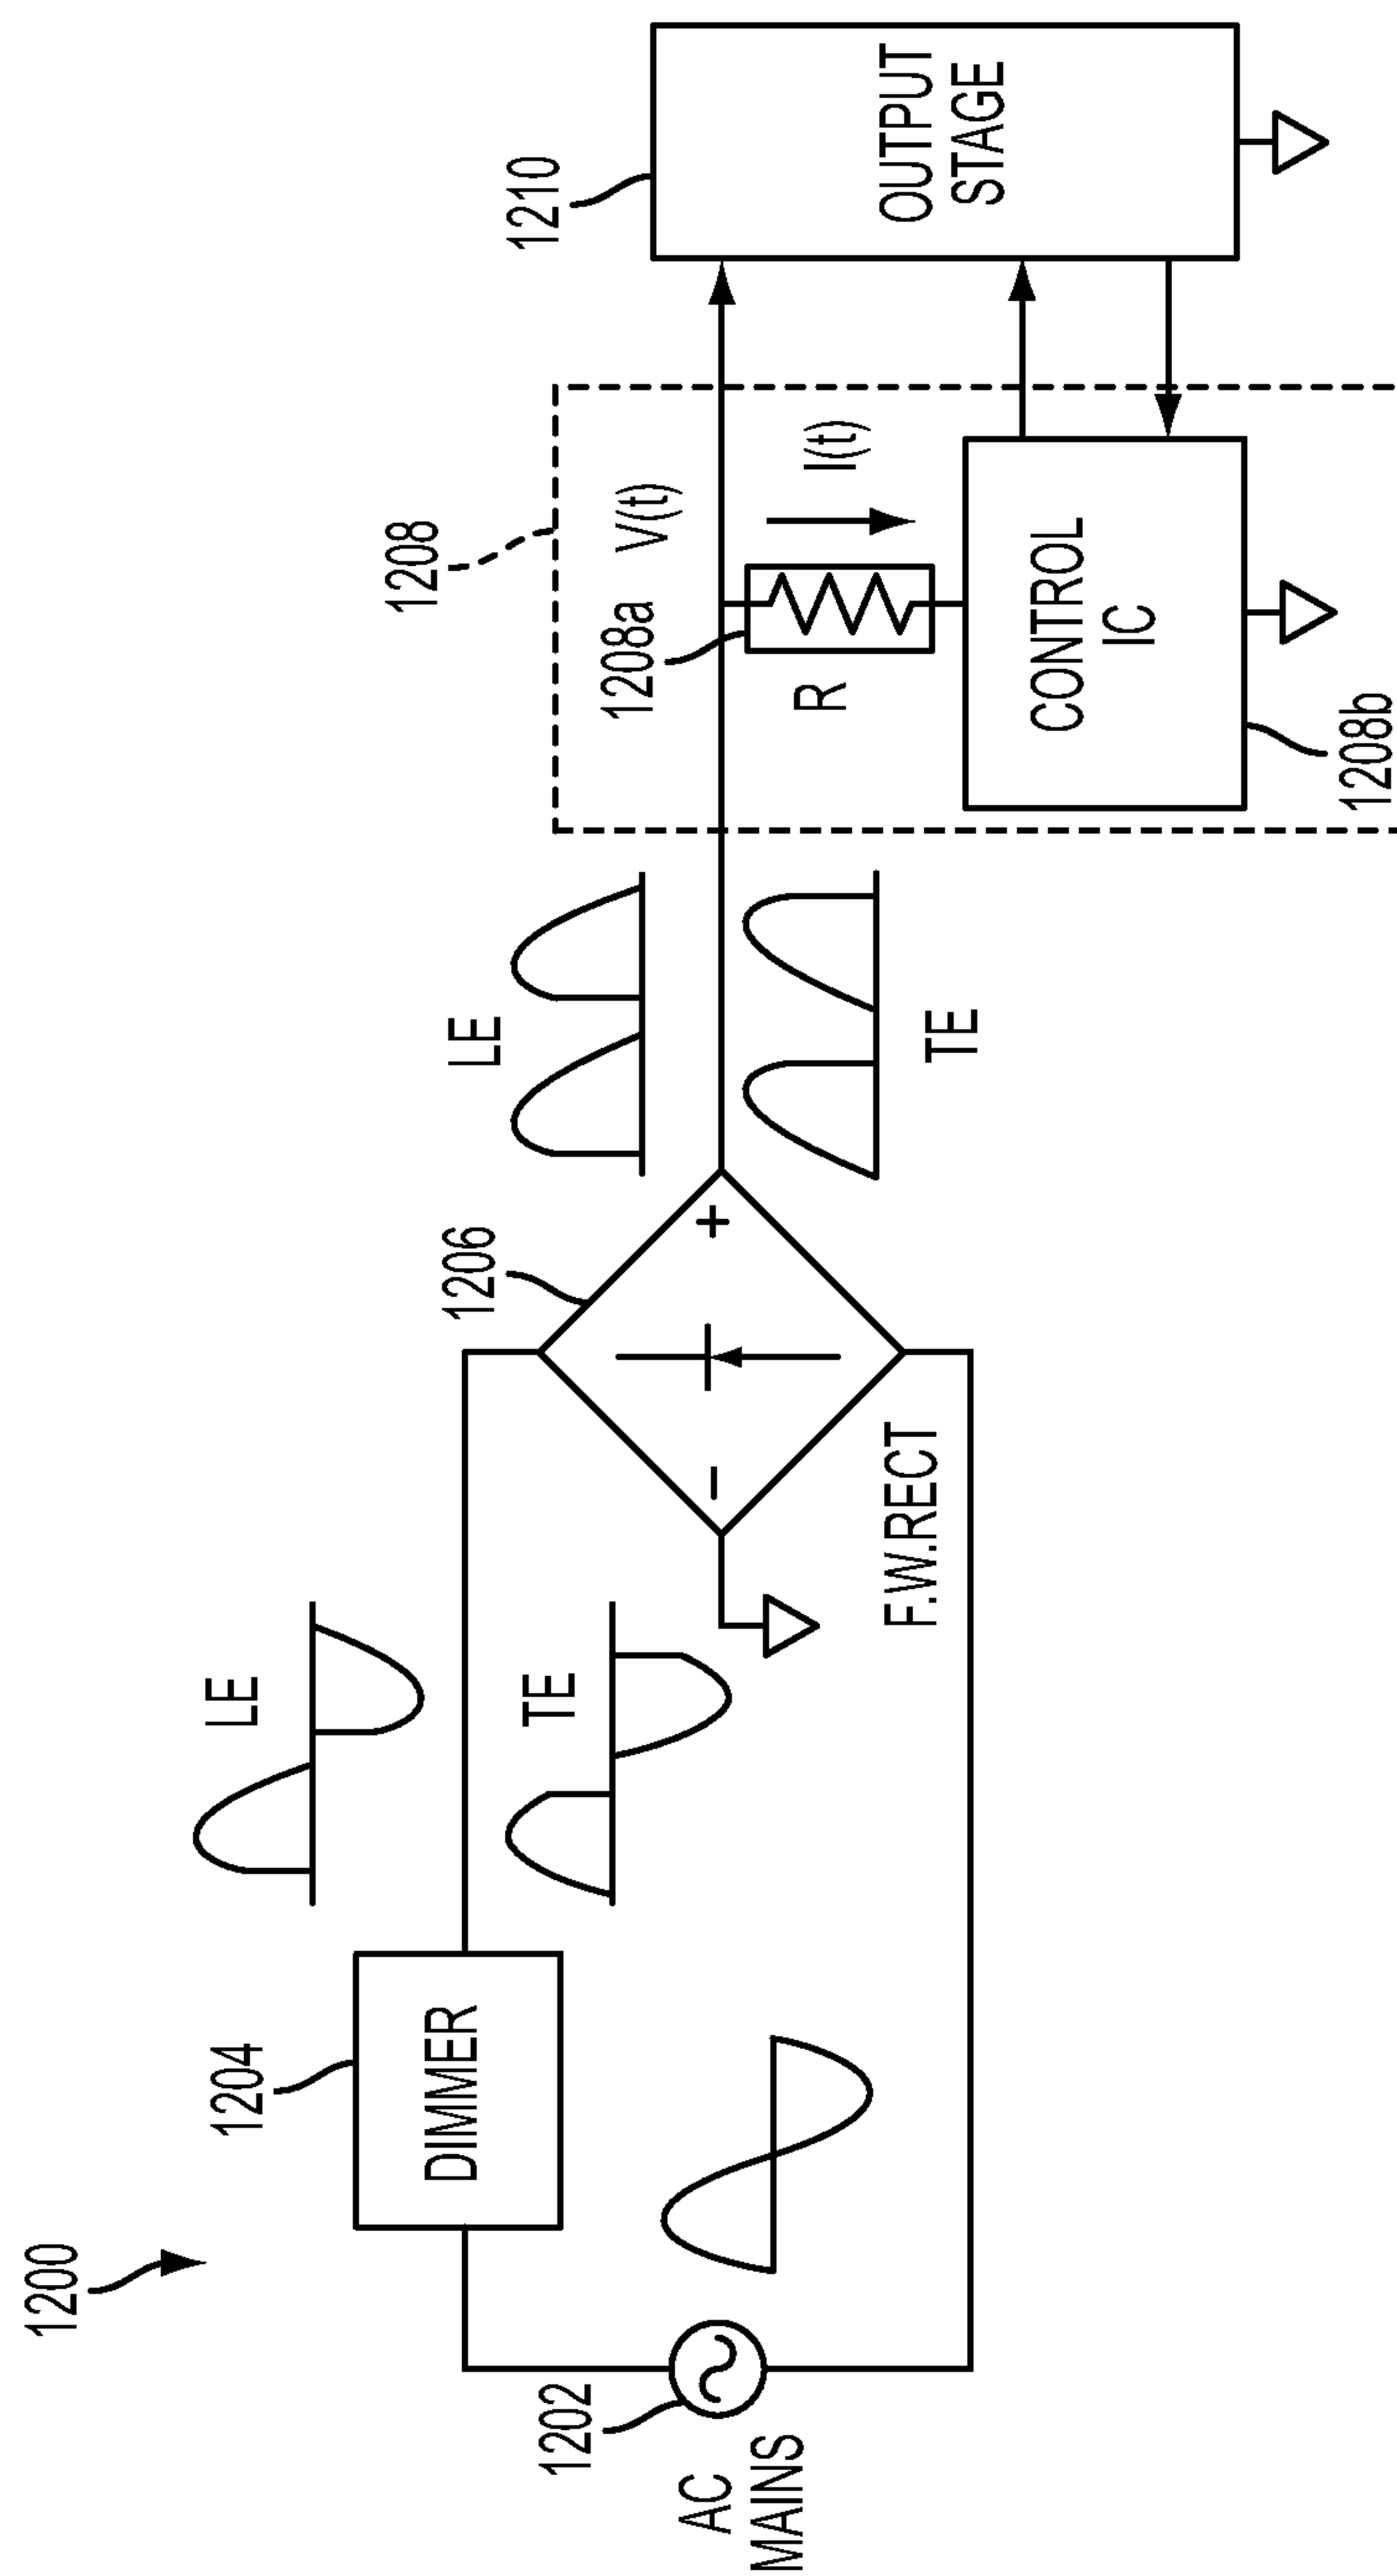 1200
1202
AC
MAINS
1204
DIMMER
LE
TE
F.W.RECT
1206
−
+
LE
TE
1208
V(t)
1208a
I(t)
R
CONTROL
IC
1208b
1210
OUTPUT
STAGE